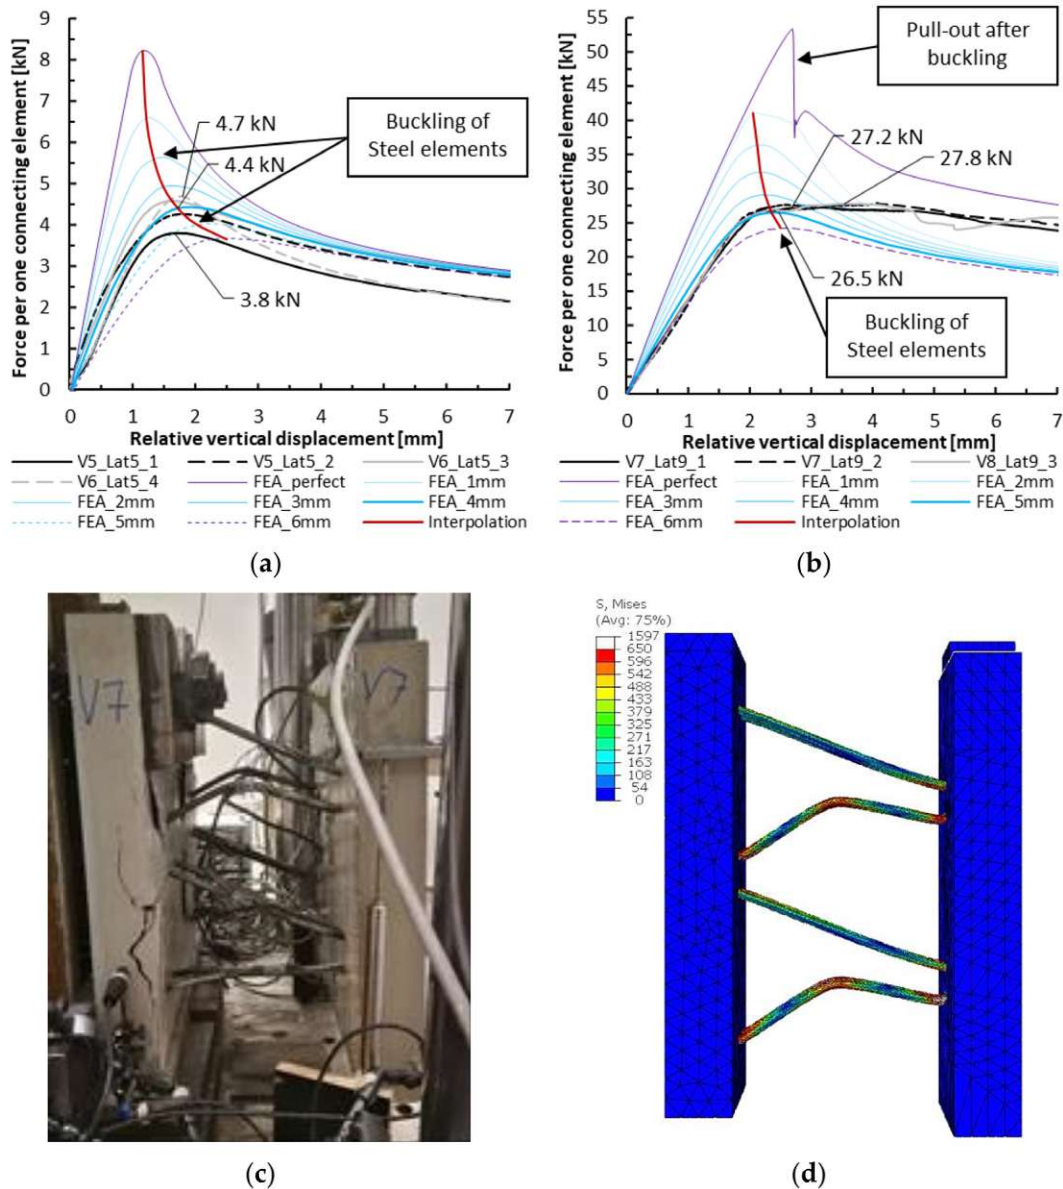 9
8
7
6
5
4
3
2
1
0
Force per one connecting element [kN]
4.7 kN
4.4 kN
3.8 kN
Buckling of
Steel elements
0 1 2 3 4 5 6 7
Relative vertical displacement [mm]
V5_Lat5_1 V5_Lat5_2 V6_Lat5_3
V6_Lat5_4 FEA_perfect FEA_1mm
FEA_2mm FEA_3mm FEA_4mm
FEA_5mm FEA_6mm Interpolation
(a)
55
50
45
40
35
30
25
20
15
10
5
0
Force per one connecting element [kN]
Pull-out after
buckling
27.2 kN
27.8 kN
26.5 kN
Buckling of
Steel elements
0 1 2 3 4 5 6 7
Relative vertical displacement [mm]
V7_Lat9_1 V7_Lat9_2 V8_Lat9_3
FEA_perfect FEA_1mm FEA_2mm
FEA_3mm FEA_4mm FEA_5mm
FEA_6mm Interpolation
(b)
V7
V7
(c)
S, Mises
(Avg: 75%)
1597
650
596
542
488
433
379
325
271
217
163
108
54
0
(d)